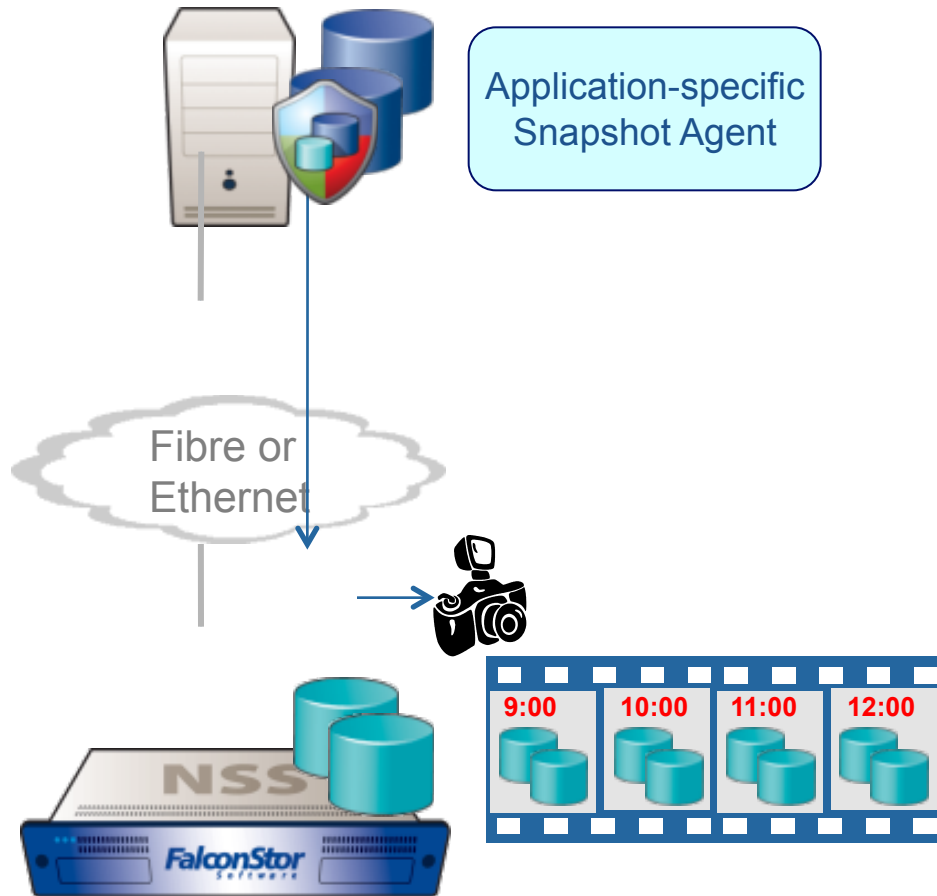 Application-specific
Snapshot Agent
Fibre or
Ethernet
9:00 10:00 11:00 12:00
NSS
FalconStor
Software